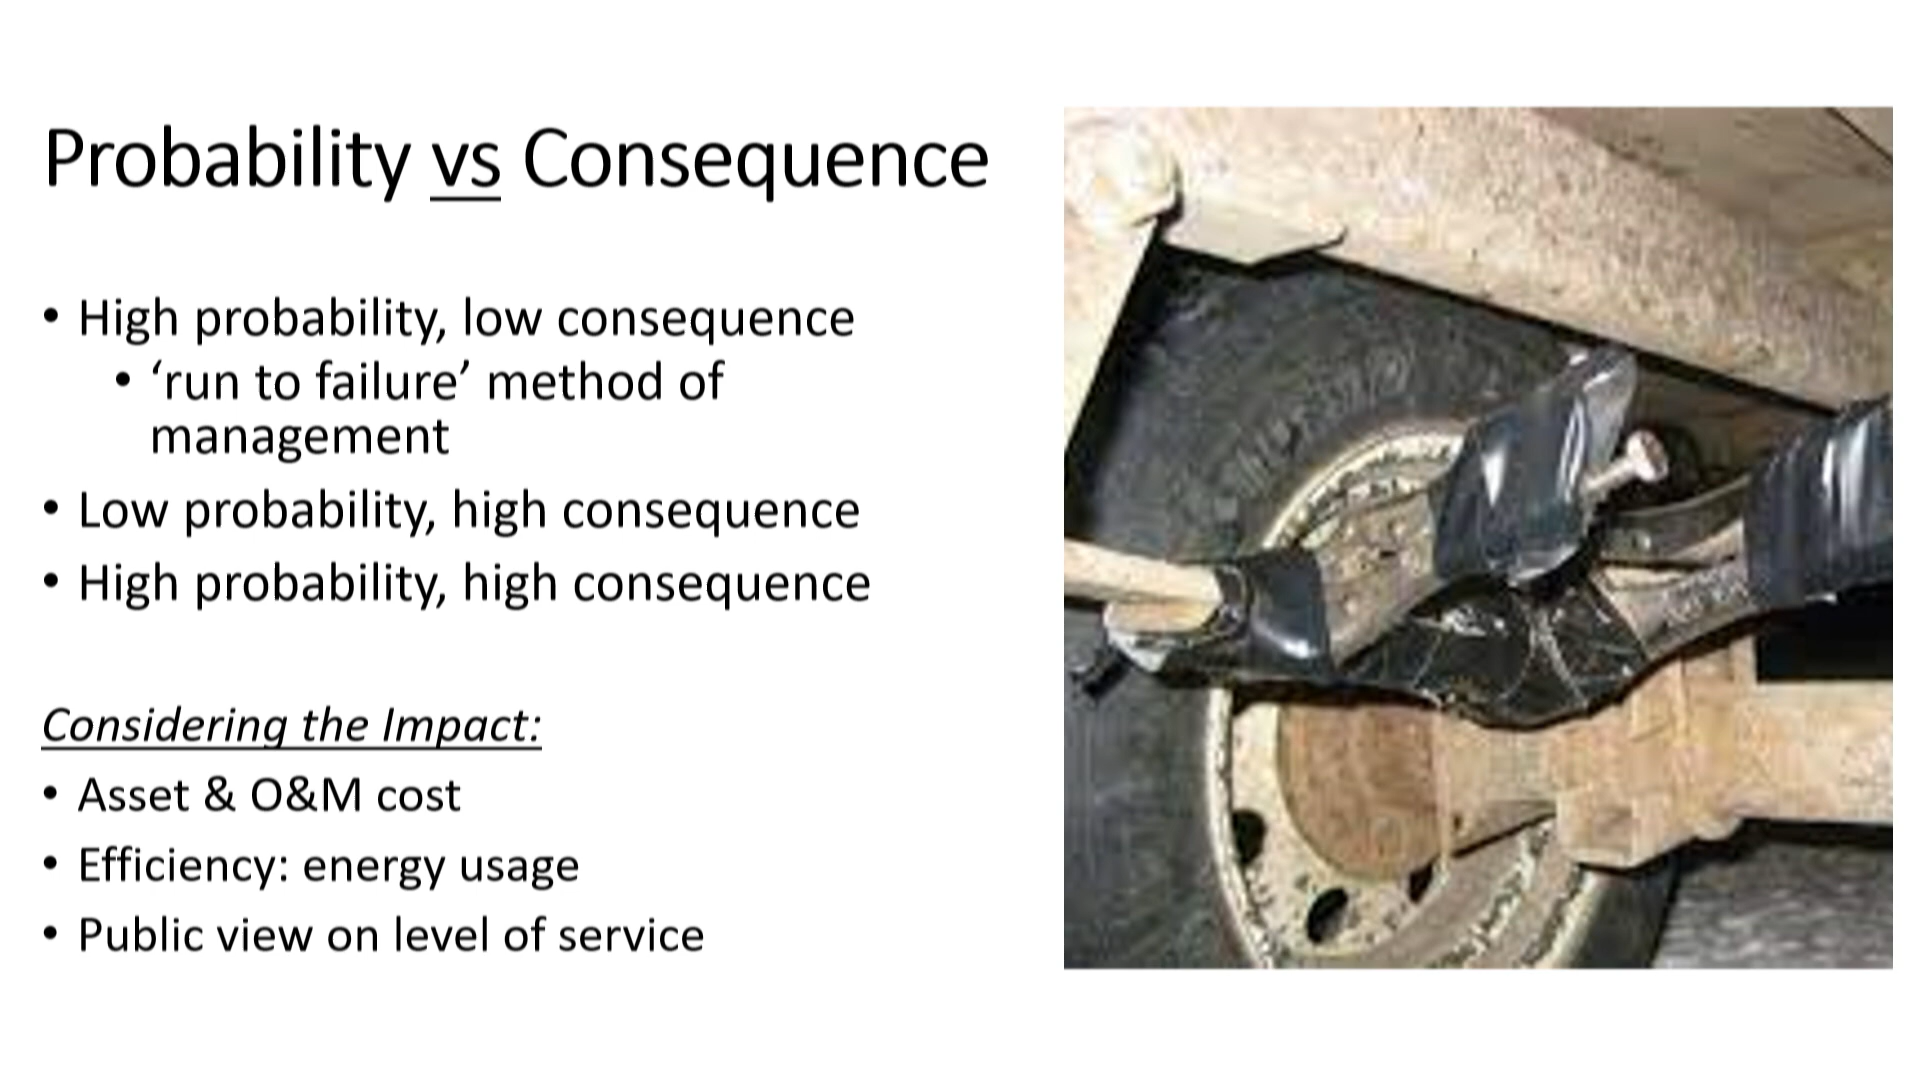 Probability vs Consequence
• High probability, low consequence
• ‘run to failure’ method of
management
• Low probability, high consequence
• High probability, high consequence
Considering the Impact:
• Asset & O&M cost
• Efficiency: energy usage
• Public view on level of service